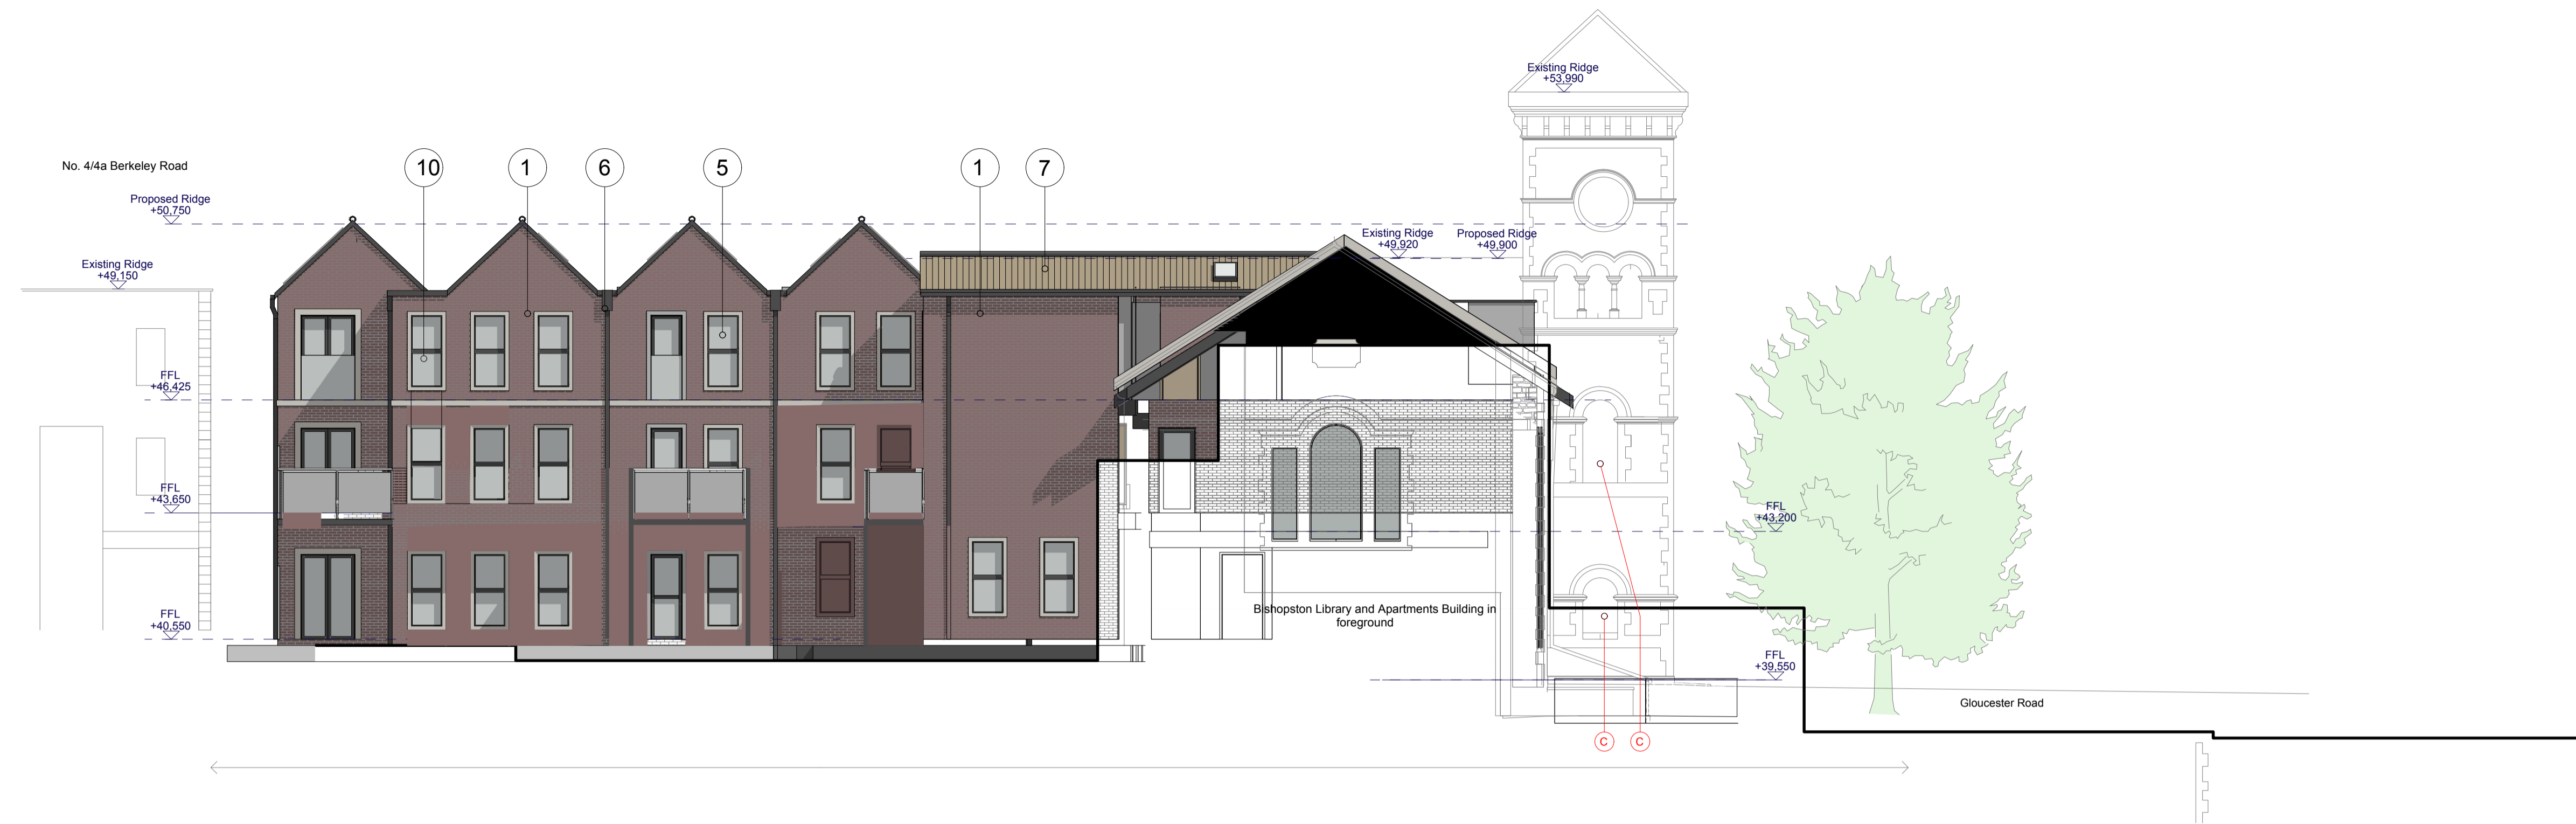 Existing Ridge
+53,990
No. 4/4a Berkeley Road
10
1
6
5
1
7
Proposed Ridge
+50,750
Existing Ridge
+49,920
Proposed Ridge
+49,900
Existing Ridge
+49,150
FFL
+46,425
FFL
+43,650
FFL
+43,200
FFL
+40,550
Bishopston Library and Apartments Building in
foreground
FFL
+39,550
Gloucester Road
C
C